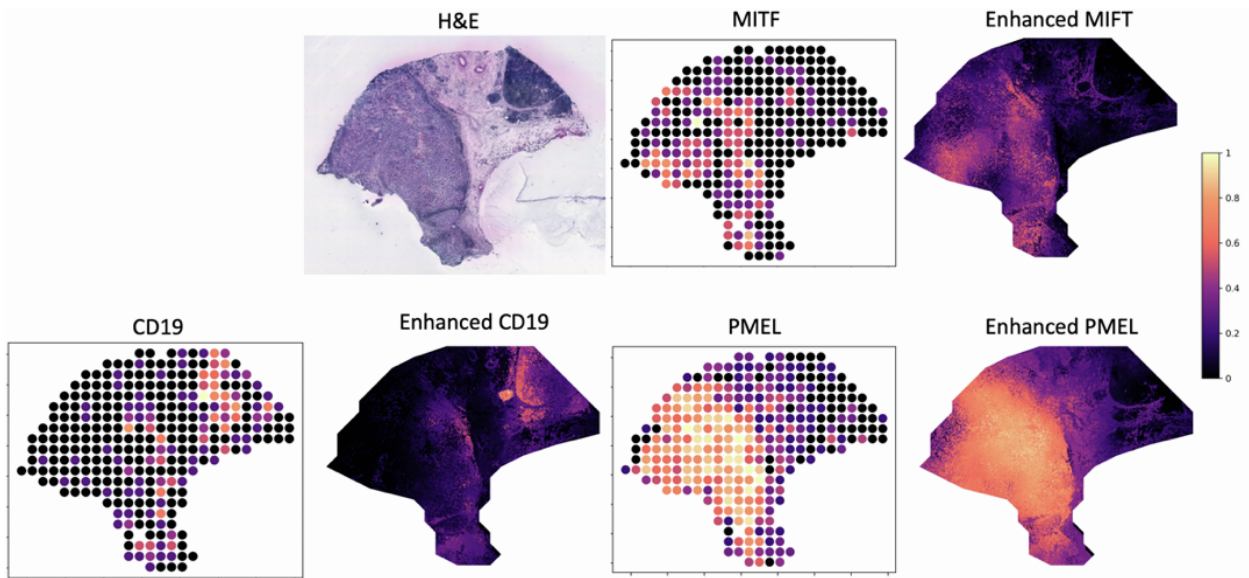 H&E
MITF
Enhanced MIFT
1
0.8
0.6
0.4
0.2
0
CD19
Enhanced CD19
PMEL
Enhanced PMEL